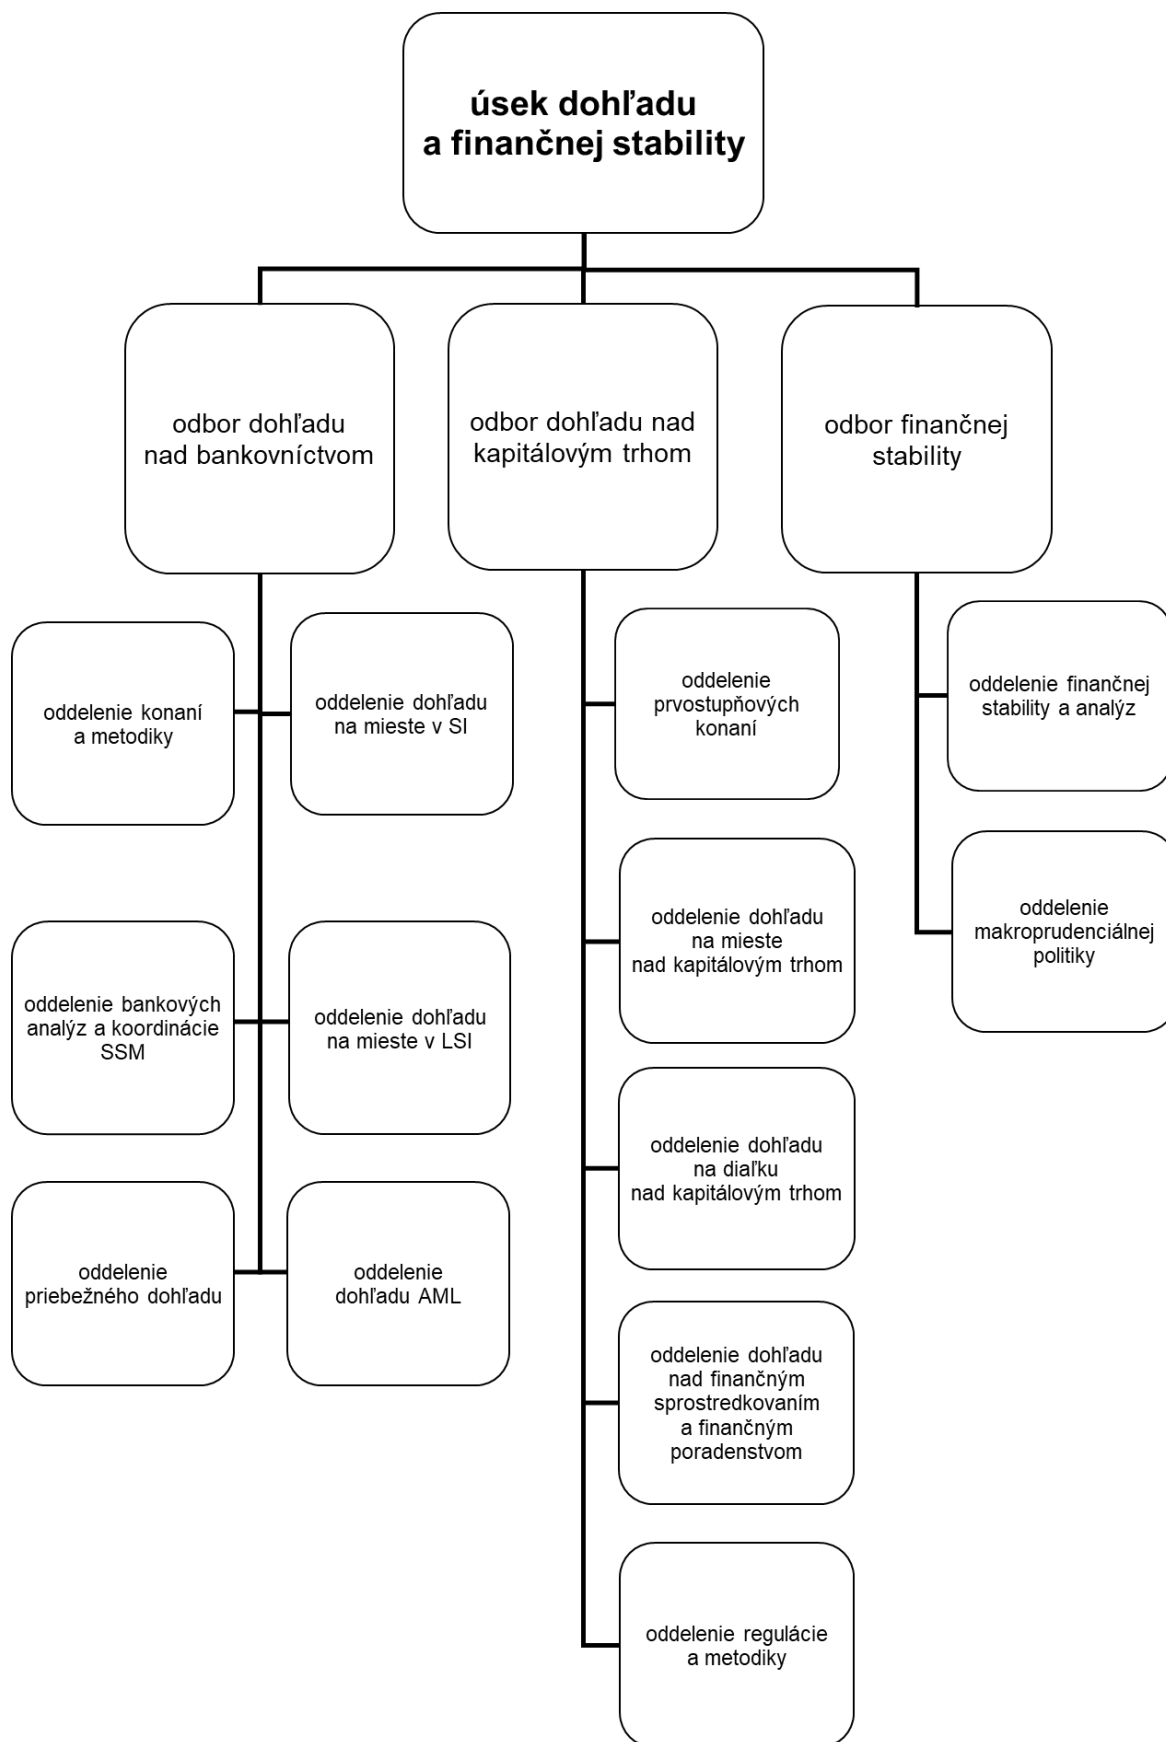 úsek dohľadu
a finančnej stability
odbor dohľadu
nad bankovníctvom
odbor dohľadu nad
kapitálovým trhom
odbor finančnej
stability
oddelenie konaní
a metodiky
oddelenie dohľadu
na mieste v SI
oddelenie
prvostupňových
konaní
oddelenie finančnej
stability a analýz
oddelenie dohľadu
na mieste
nad kapitálovým trhom
oddelenie
makroprudenciálnej
politiky
oddelenie bankových
analýz a koordinácie
SSM
oddelenie dohľadu
na mieste v LSI
oddelenie dohľadu
na diaľku
nad kapitálovým trhom
oddelenie
priebežného dohľadu
oddelenie
dohľadu AML
oddelenie dohľadu
nad finančným
sprostredkovaním
a finančným
poradenstvom
oddelenie regulácie
a metodiky